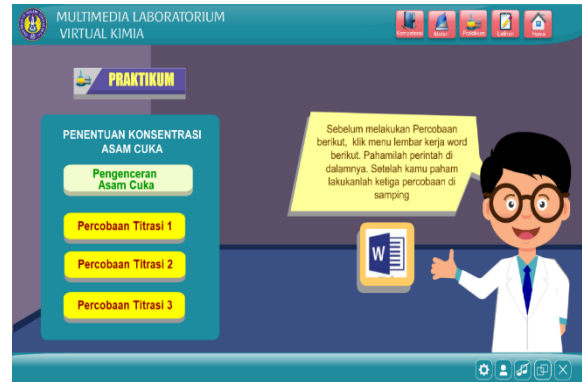 MULTIMEDIA LABORATORIUM
VIRTUAL KIMIA
Kompetensi
Materi
Praktikum
Latihan
Home
PRAKTIKUM
PENENTUAN KONSENTRASI
ASAM CUKA
Pengenceran
Asam Cuka
Percobaan Titrasi 1
Percobaan Titrasi 2
Percobaan Titrasi 3
Sebelum melakukan Percobaan
berikut, klik menu lembar kerja word
berikut. Pahamilah perintah di
dalamnya. Setelah kamu paham
lakukanlah ketiga percobaan di
samping
W